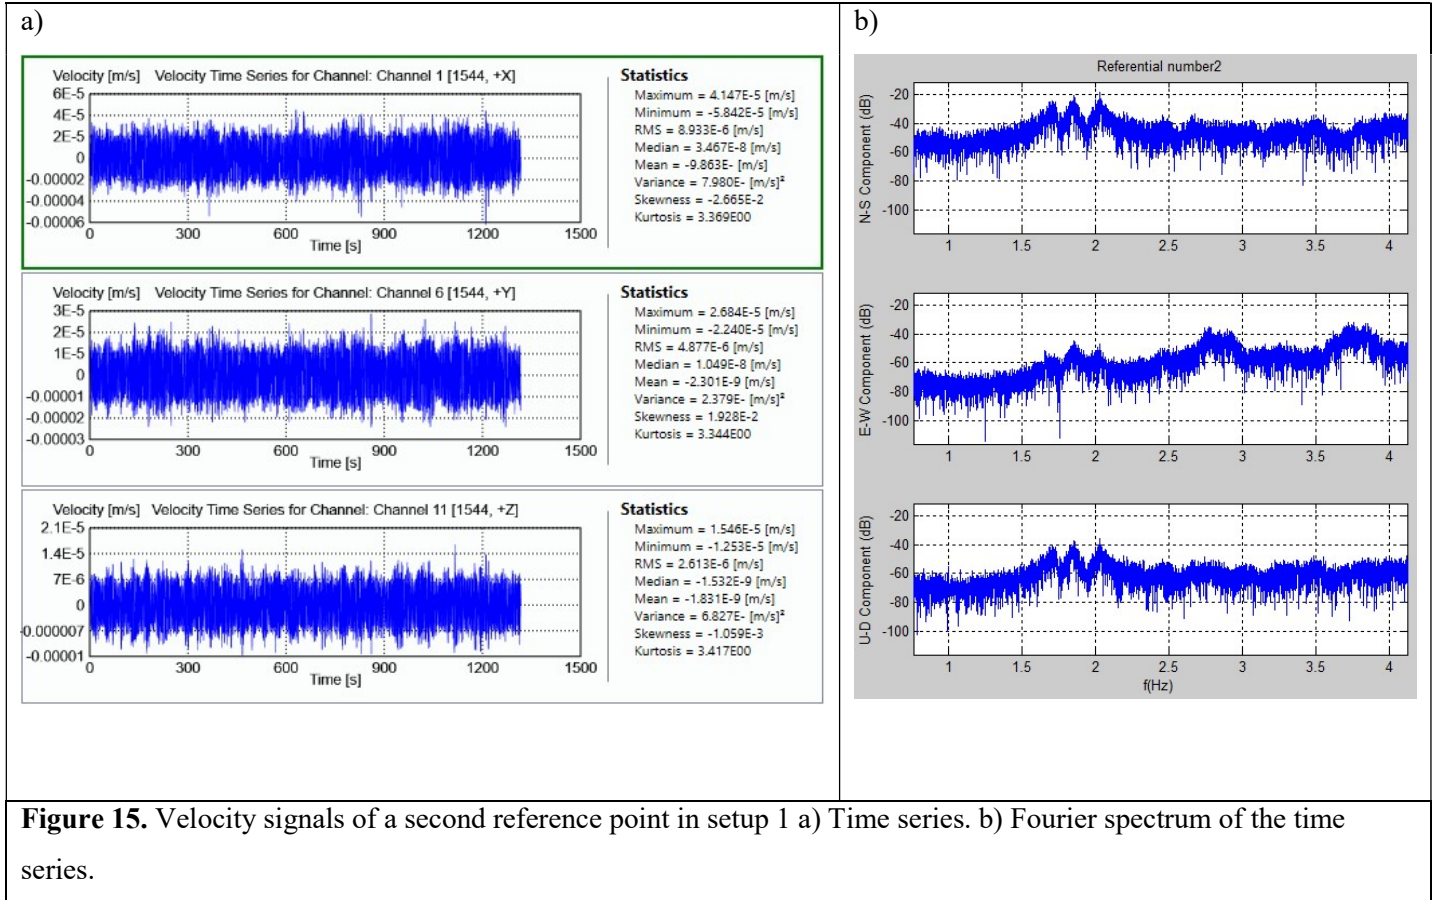 a)
b)
Velocity [m/s] Velocity Time Series for Channel: Channel 1 [1544, +X]
6E-5
4E-5
2E-5
0
-0.00002
-0.00004
-0.00006
0 300 600 900 1200 1500
Time [s]
Statistics
Maximum = 4.147E-5 [m/s]
Minimum = -5.842E-5 [m/s]
RMS = 8.933E-6 [m/s]
Median = 3.467E-8 [m/s]
Mean = -9.863E- [m/s]
Variance = 7.980E- [m/s]²
Skewness = -2.665E-2
Kurtosis = 3.369E00
Velocity [m/s] Velocity Time Series for Channel: Channel 6 [1544, +Y]
3E-5
2E-5
1E-5
0
-0.00001
-0.00002
-0.00003
0 300 600 900 1200 1500
Time [s]
Statistics
Maximum = 2.684E-5 [m/s]
Minimum = -2.240E-5 [m/s]
RMS = 4.877E-6 [m/s]
Median = 1.049E-8 [m/s]
Mean = -2.301E-9 [m/s]
Variance = 2.379E- [m/s]²
Skewness = 1.928E-2
Kurtosis = 3.344E00
Velocity [m/s] Velocity Time Series for Channel: Channel 11 [1544, +Z]
2.1E-5
1.4E-5
7E-6
0
-0.000007
-0.00001
0 300 600 900 1200 1500
Time [s]
Statistics
Maximum = 1.546E-5 [m/s]
Minimum = -1.253E-5 [m/s]
RMS = 2.613E-6 [m/s]
Median = -1.532E-9 [m/s]
Mean = -1.831E-9 [m/s]
Variance = 6.827E- [m/s]²
Skewness = -1.059E-3
Kurtosis = 3.417E00
Referential number2
N-S Component (dB)
-20
-40
-60
-80
-100
1 1.5 2 2.5 3 3.5 4
E-W Component (dB)
-20
-40
-60
-80
-100
1 1.5 2 2.5 3 3.5 4
U-D Component (dB)
-20
-40
-60
-80
-100
1 1.5 2 2.5 3 3.5 4
f(Hz)
Figure 15. Velocity signals of a second reference point in setup 1 a) Time series. b) Fourier spectrum of the time
series.